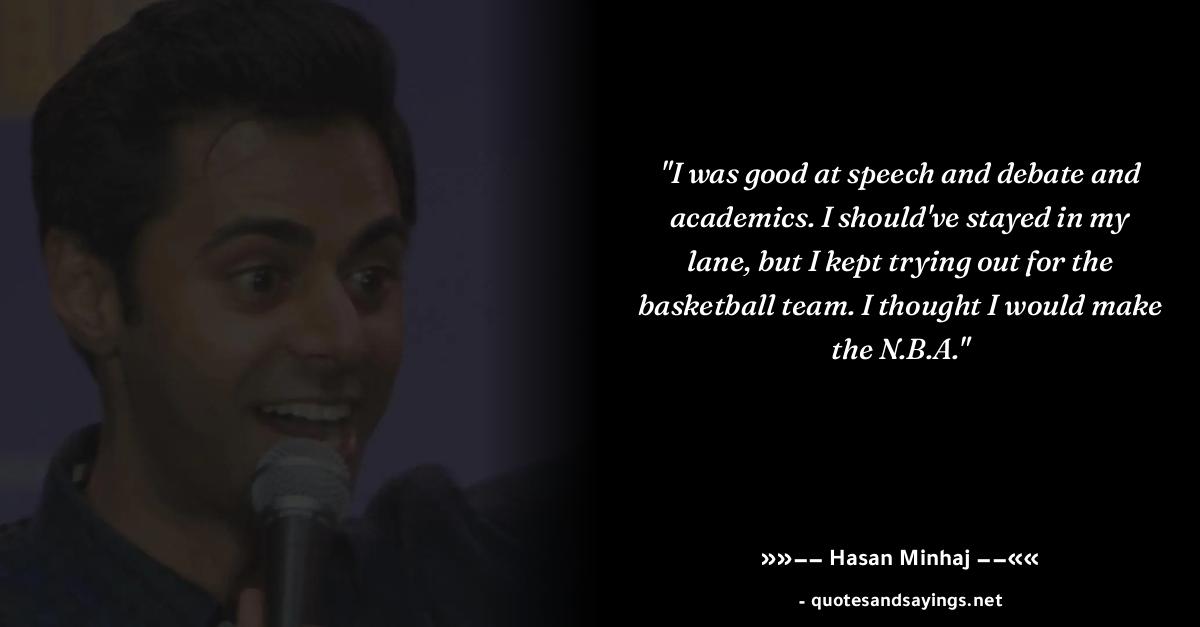 "I was good at speech and debate and
academics. I should've stayed in my
lane, but I kept trying out for the
basketball team. I thought I would make
the N.B.A."
»»−− Hasan Minhaj −−««
- quotesandsayings.net